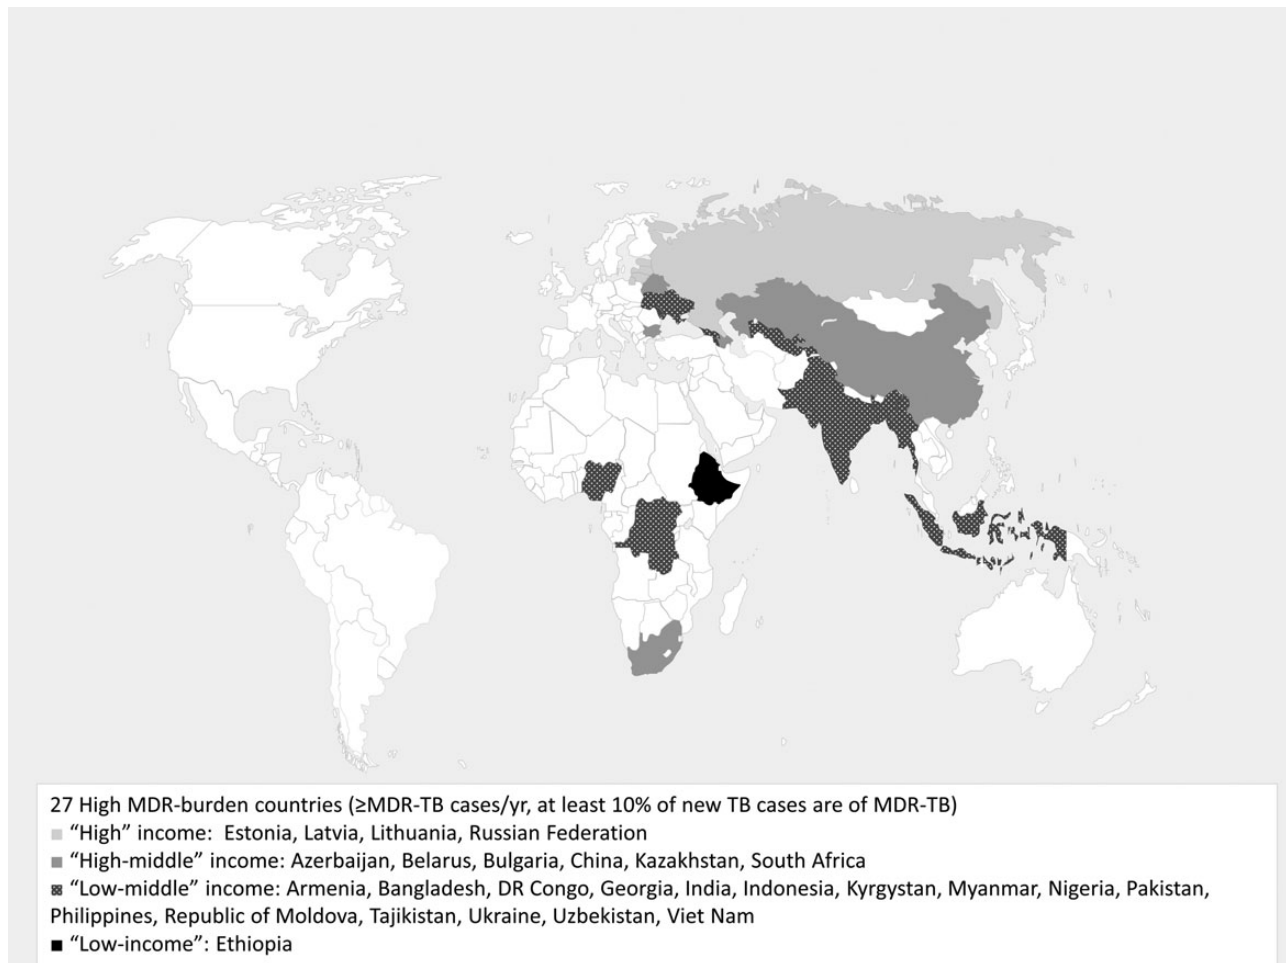 27 High MDR-burden countries (≥MDR-TB cases/yr, at least 10% of new TB cases are of MDR-TB)
“High” income: Estonia, Latvia, Lithuania, Russian Federation
“High-middle” income: Azerbaijan, Belarus, Bulgaria, China, Kazakhstan, South Africa
“Low-middle” income: Armenia, Bangladesh, DR Congo, Georgia, India, Indonesia, Kyrgystan, Myanmar, Nigeria, Pakistan,
Philippines, Republic of Moldova, Tajikistan, Ukraine, Uzbekistan, Viet Nam
“Low-income”: Ethiopia